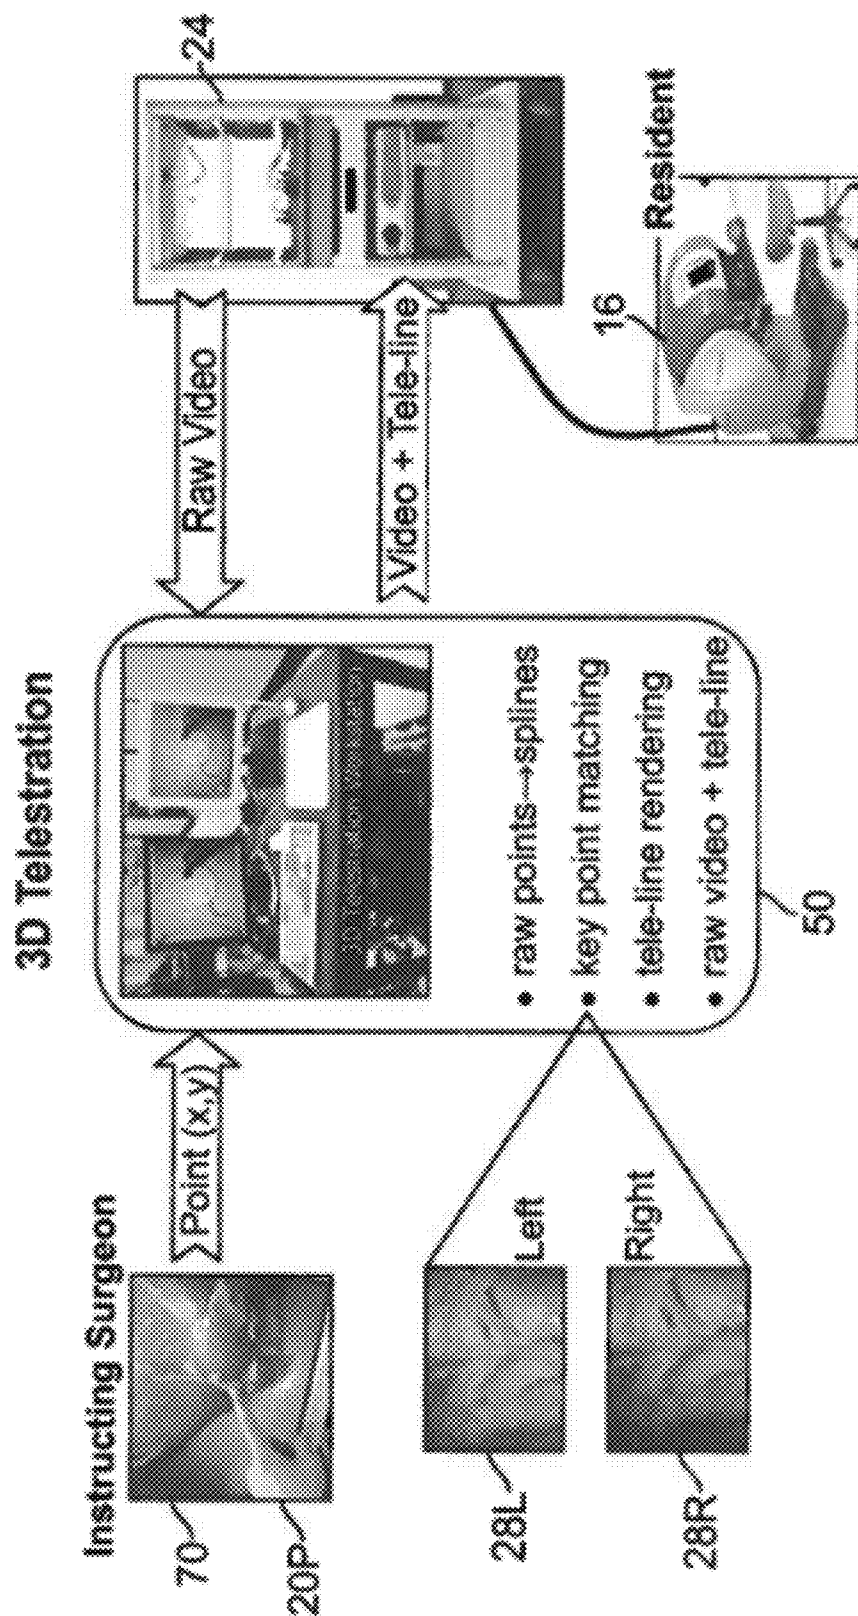 3D Telestration
Instructing Surgeon
70
20P
Point (x,y)
28L
Left
28R
Right
• raw points→splines
• key point matching
• tele-line rendering
• raw video + tele-line
50
Raw Video
Video + Tele-line
24
Resident
16